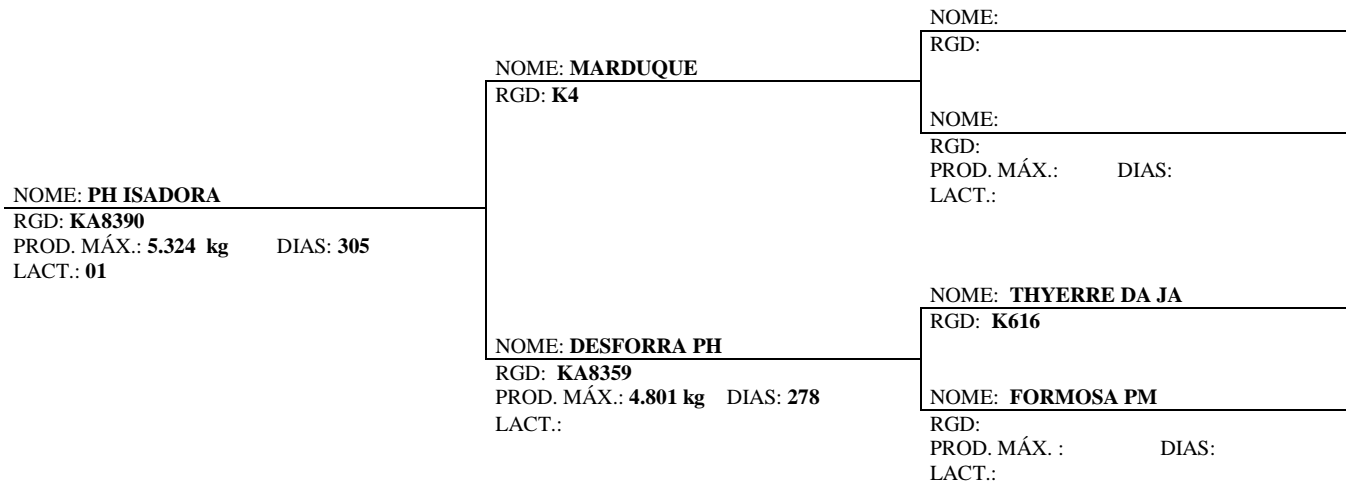 NOME:
RGD:
NOME: MARDUQUE
RGD: K4
NOME:
RGD:
PROD. MÁX.: DIAS:
LACT.:
NOME: PH ISADORA
RGD: KA8390
PROD. MÁX.: 5.324 kg DIAS: 305
LACT.: 01
NOME: THYERRE DA JA
RGD: K616
NOME: DESFORRA PH
RGD: KA8359
PROD. MÁX.: 4.801 kg DIAS: 278
LACT.:
NOME: FORMOSA PM
RGD:
PROD. MÁX. : DIAS:
LACT.: